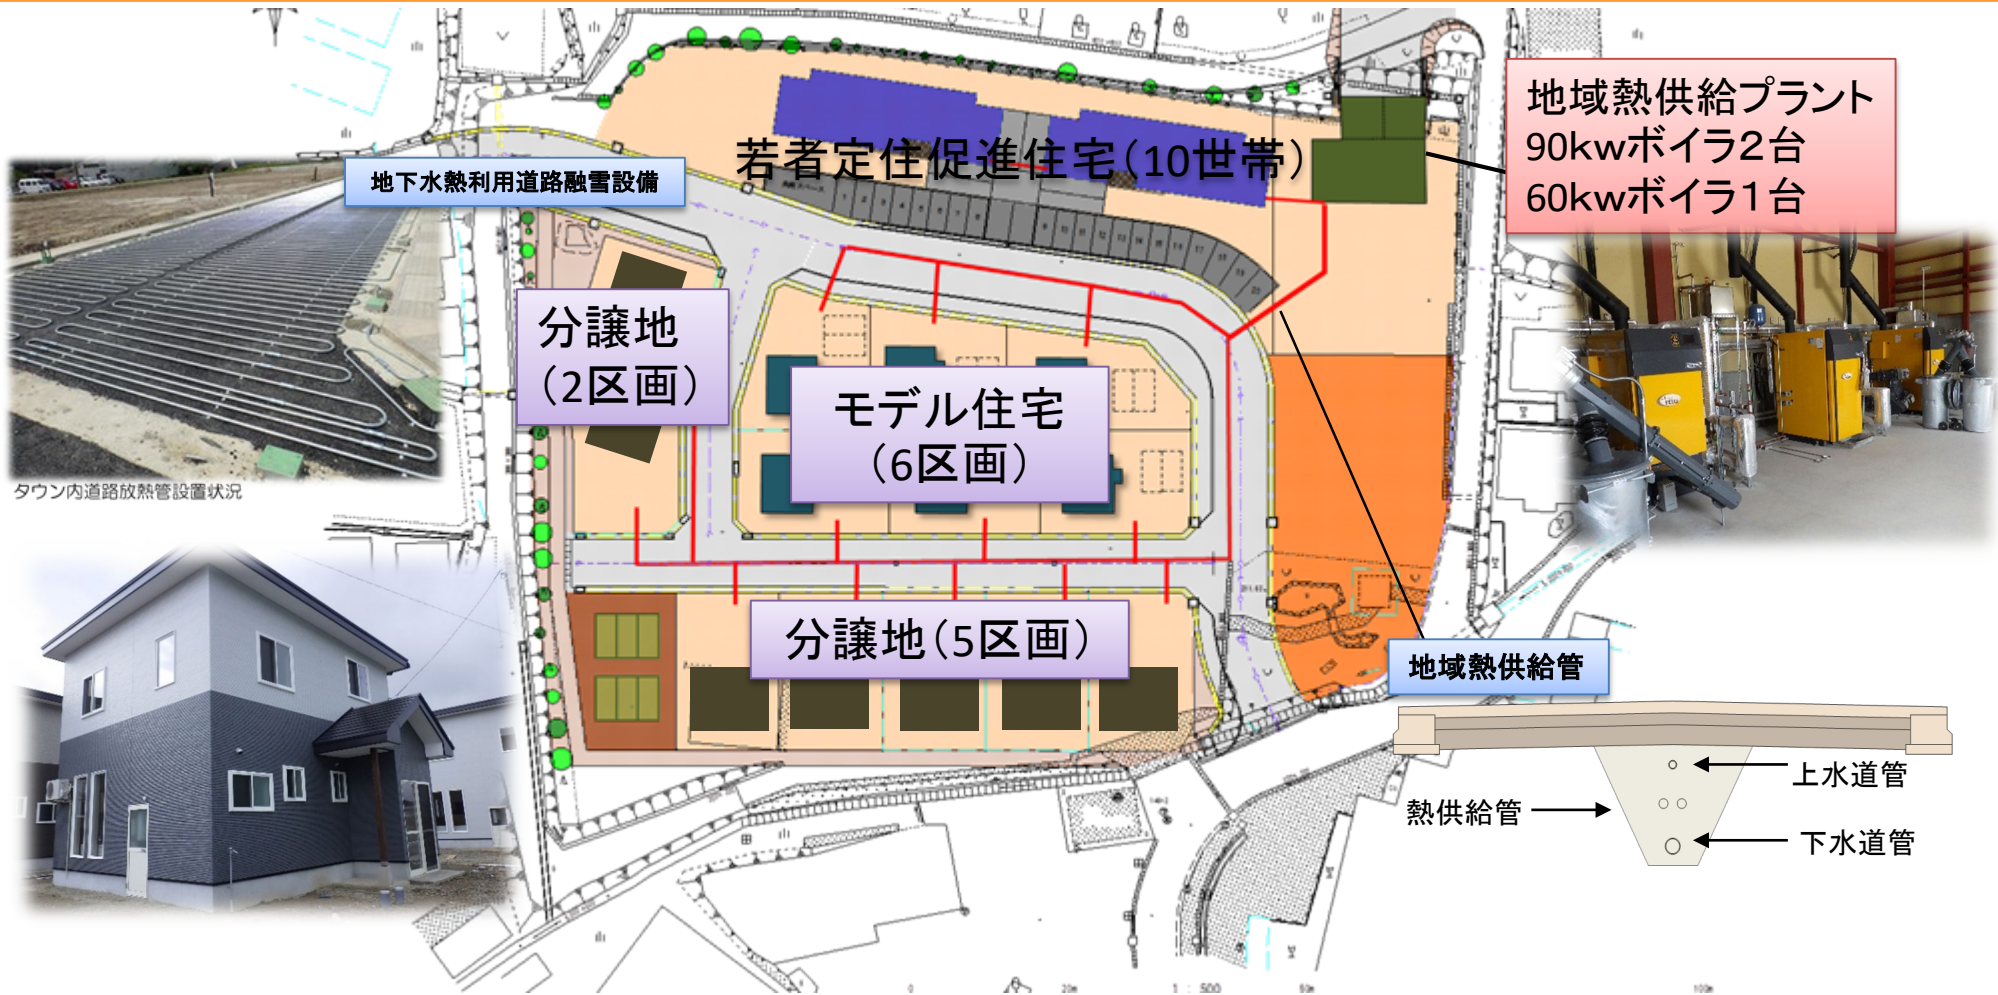 地域熱供給プラント
90kwボイラ2台
60kwボイラ1台
若者定住促進住宅(10世帯)
地下水熱利用道路融雪設備
分譲地
(2区画)
モデル住宅
(6区画)
タウン内道路放熱管設置状況
分譲地(5区画)
地域熱供給管
上水道管
熱供給管
下水道管
1 : 500